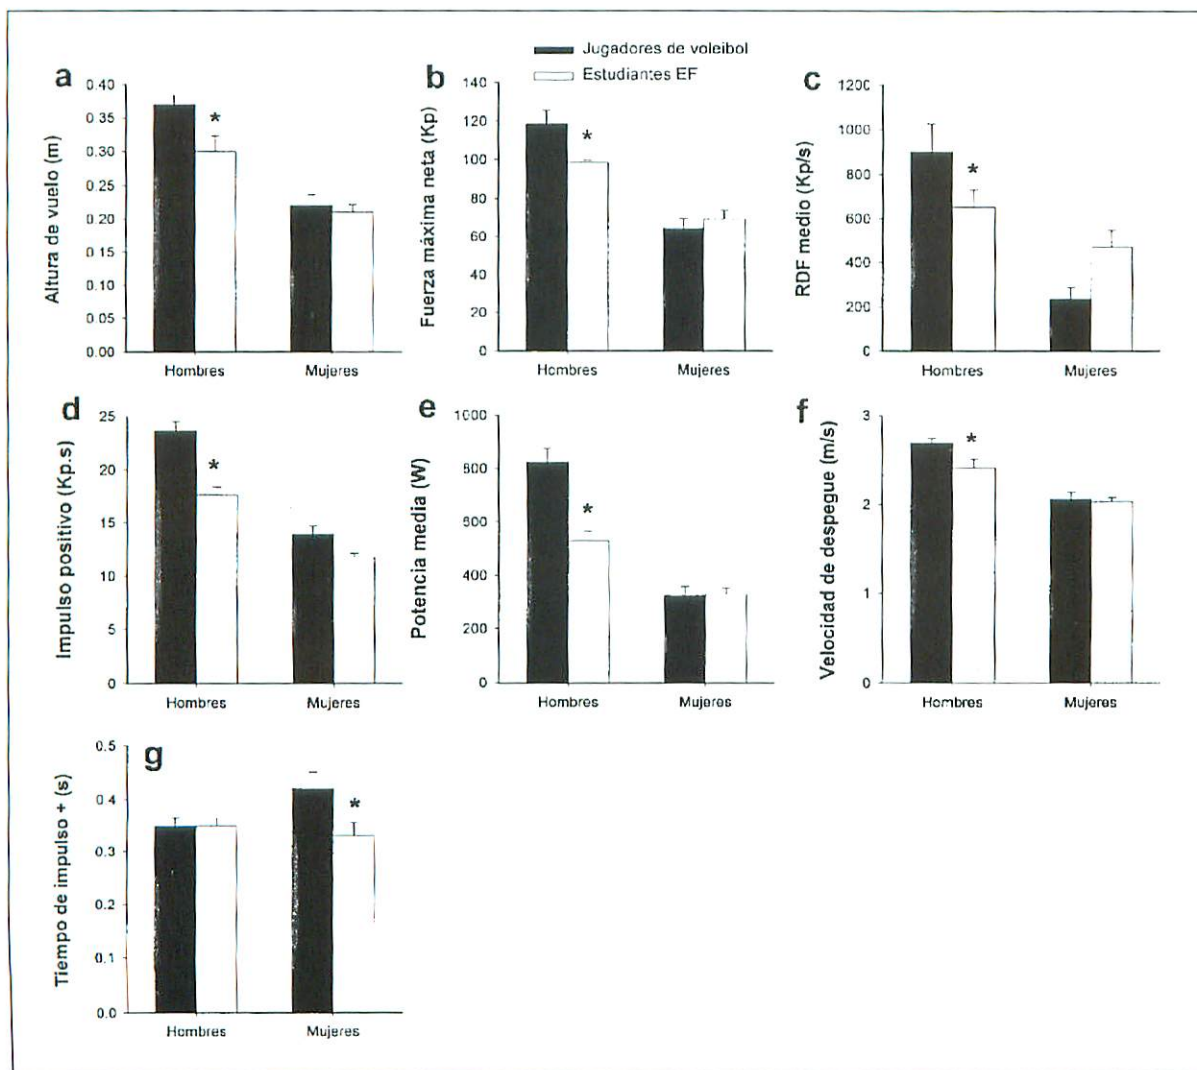 Jugadores de voleibol
Estudiantes EF
a
Altura de vuelo (m)
0.40
0.35
0.30
0.25
0.20
0.15
0.10
0.05
0.00
*
Hombres
Mujeres
b
Fuerza máxima neta (Kp)
140
120
100
80
60
40
20
0
*
Hombres
Mujeres
c
RDF medio (Kp/s)
1200
1000
800
600
400
200
0
*
Hombres
Mujeres
d
Impulso positivo (Kp.s)
25
20
15
10
5
0
*
Hombres
Mujeres
e
Potencia media (W)
1000
800
600
400
200
0
*
Hombres
Mujeres
f
Velocidad de despegue (m/s)
3
2
1
0
*
Hombres
Mujeres
g
Tiempo de impulso + (s)
0.5
0.4
0.3
0.2
0.1
0.0
*
Hombres
Mujeres